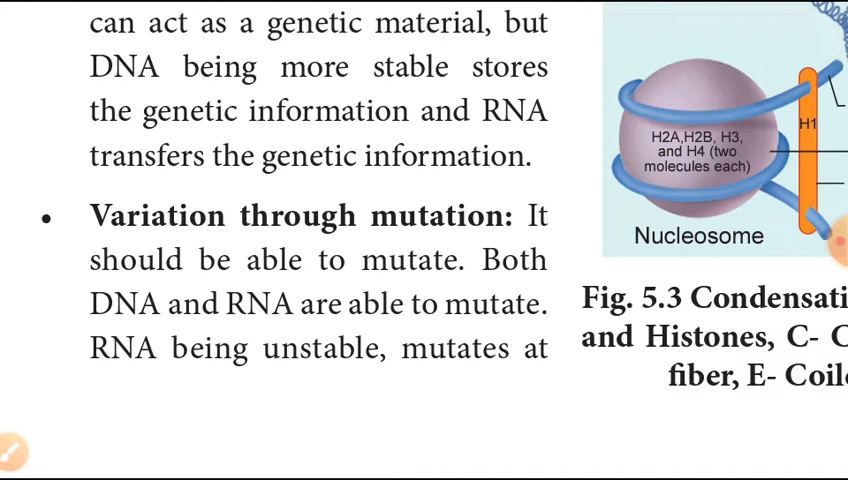 can act as a genetic material, but
DNA being more stable stores
the genetic information and RNA
transfers the genetic information.
• Variation through mutation: It
should be able to mutate. Both
DNA and RNA are able to mutate.
RNA being unstable, mutates at
H2A,H2B, H3,
and H4 (two
molecules each)
H1
Nucleosome
Fig. 5.3 Condensati
and Histones, C- C
fiber, E- Coil